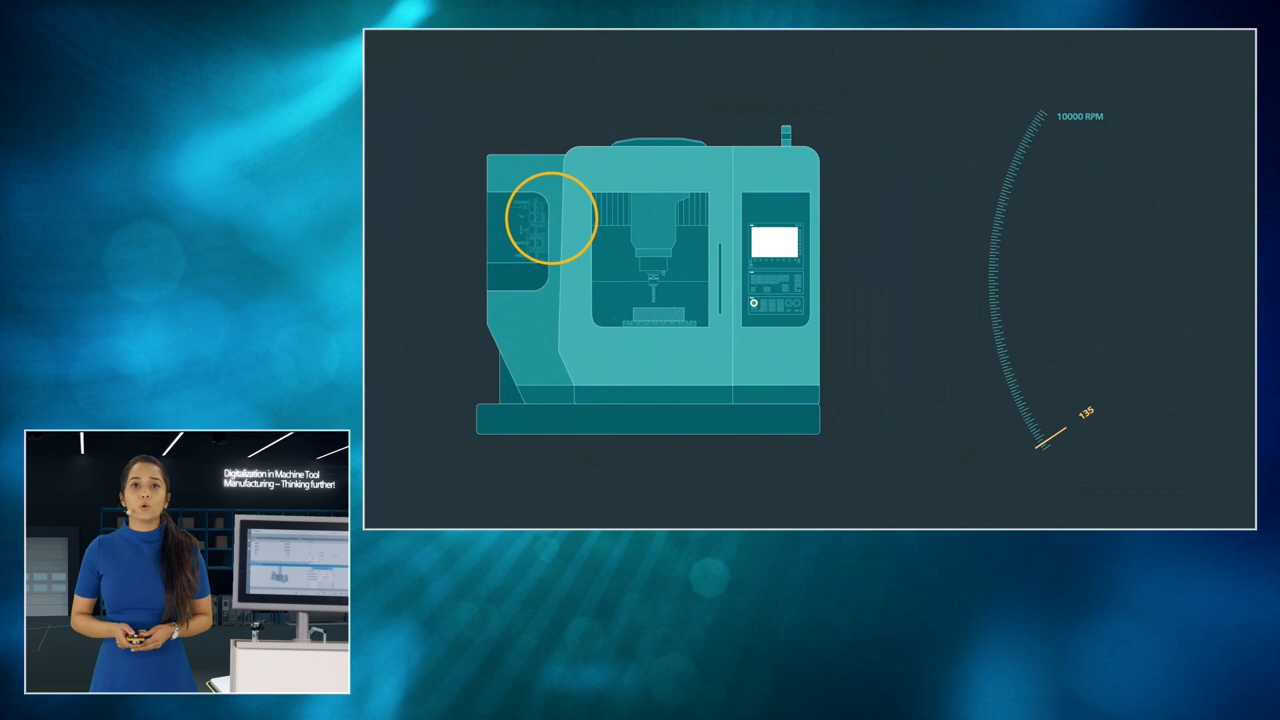 10000 RPM
135
Digitalization in Machine Tool
Manufacturing – Thinking further!